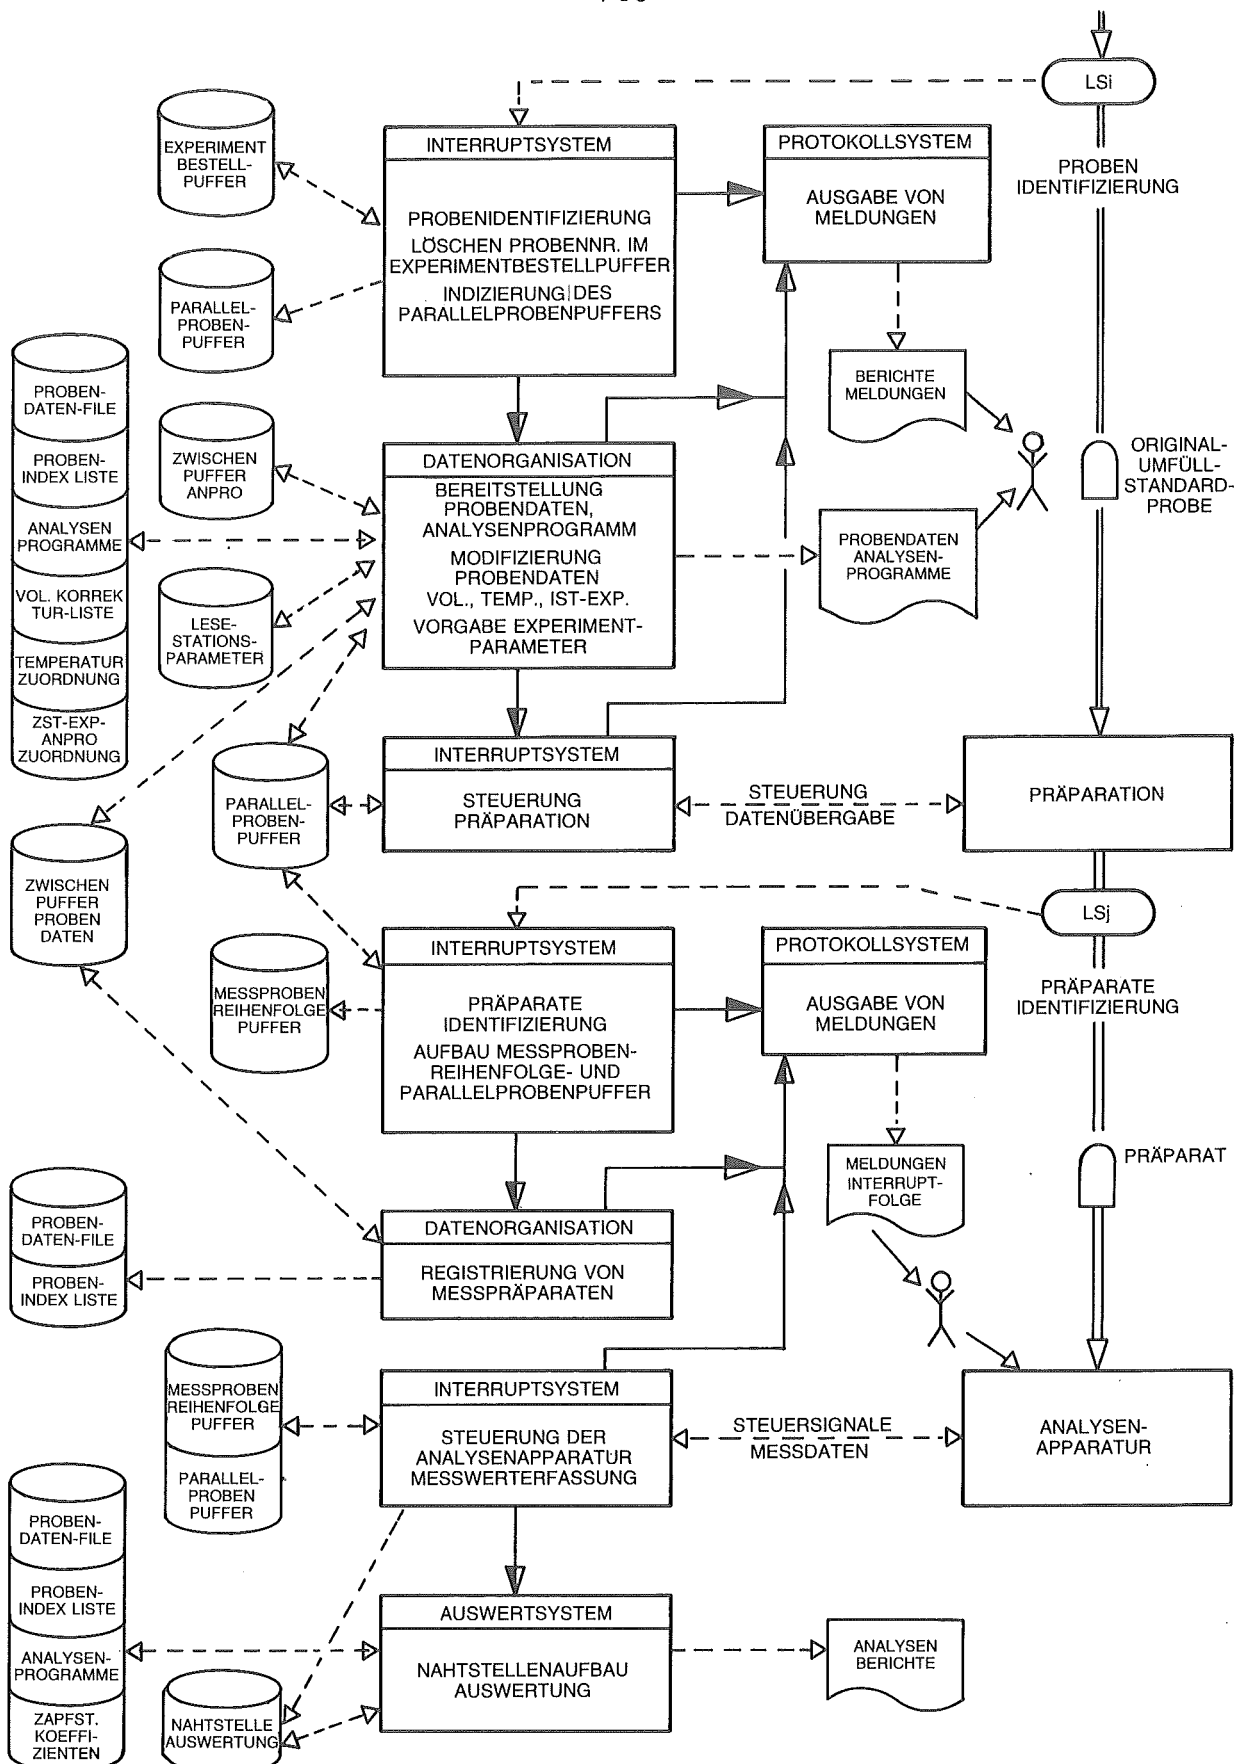 LSi
EXPERIMENT
BESTELL-
PUFFER
INTERRUPTSYSTEM
PROBENIDENTIFIZIERUNG
LÖSCHEN PROBENNR. IM
EXPERIMENTBESTELLPUFFER
INDIZIERUNG DES
PARALLELPROBENPUFFERS
PROTOKOLLSYSTEM
AUSGABE VON
MELDUNGEN
PROBEN
IDENTIFIZIERUNG
PARALLEL-
PROBEN-
PUFFER
BERICHTE
MELDUNGEN
PROBEN-
DATEN-FILE
PROBEN-
INDEX LISTE
ANALYSEN
PROGRAMME
VOL. KORREK
TUR-LISTE
TEMPERATUR
ZUORDNUNG
ZST-EXP-
ANPRO
ZUORDNUNG
ZWISCHEN
PUFFER
ANPRO
LESE-
STATIONS-
PARAMETER
DATENORGANISATION
BEREITSTELLUNG
PROBENDATEN,
ANALYSENPROGRAMM
MODIFIZIERUNG
PROBENDATEN
VOL., TEMP., IST-EXP.
VORGABE EXPERIMENT-
PARAMETER
PROBENDATEN
ANALYSEN-
PROGRAMME
ORIGINAL-
UMFÜLL-
STANDARD-
PROBE
PARALLEL-
PROBEN-
PUFFER
INTERRUPTSYSTEM
STEUERUNG
PRÄPARATION
STEUERUNG
DATENÜBERGABE
PRÄPARATION
ZWISCHEN
PUFFER
PROBEN
DATEN
LSj
MESSPROBEN
REIHENFOLGE
PUFFER
INTERRUPTSYSTEM
PRÄPARATE
IDENTIFIZIERUNG
AUFBAU MESSPROBEN-
REIHENFOLGE- UND
PARALLELPROBENPUFFER
PROTOKOLLSYSTEM
AUSGABE VON
MELDUNGEN
PRÄPARATE
IDENTIFIZIERUNG
MELDUNGEN
INTERRUPT-
FOLGE
PRÄPARAT
PROBEN-
DATEN-FILE
PROBEN-
INDEX LISTE
DATENORGANISATION
REGISTRIERUNG VON
MESSPRÄPARATEN
MESSPROBEN
REIHENFOLGE
PUFFER
PARALLEL-
PROBEN
PUFFER
INTERRUPTSYSTEM
STEUERUNG DER
ANALYSENAPPARATUR
MESSWERTERFASSUNG
STEUERSIGNALE
MESSDATEN
ANALYSEN-
APPARATUR
PROBEN-
DATEN-FILE
PROBEN-
INDEX LISTE
ANALYSEN-
PROGRAMME
ZAPFST.
KOEFFI-
ZIENTEN
NAHTSTELLE
AUSWERTUNG
AUSWERTSYSTEM
NAHTSTELLENAUFBAU
AUSWERTUNG
ANALYSEN
BERICHTE